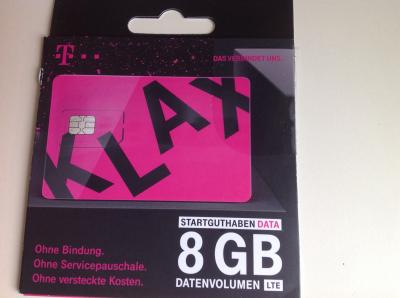 T
DAS VERBINDET UNS.
KLAX
STARTGUTHABEN DATA
8 GB
DATENVOLUMEN LTE
Ohne Bindung.
Ohne Servicepauschale.
Ohne versteckte Kosten.